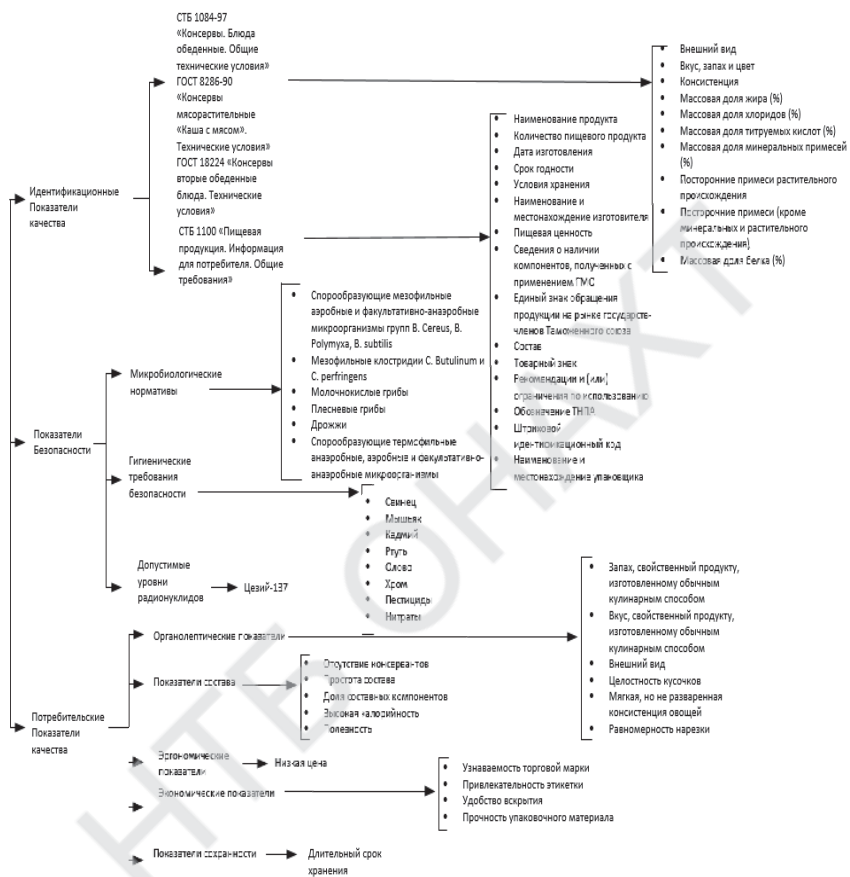 СТБ 1084-97
«Консервы. Блюда
обеденные. Общие
технические условия»
ГОСТ 8286-90
«Консервы
мясорастительные
«Каша с мясом».
Технические условия»
ГОСТ 18224 «Консервы
вторые обеденные
блюда. Технические
условия»
СТБ 1100 «Пищевая
продукция. Информация
для потребителя. Общие
требования»
Идентификационные
Показатели
качества
• Внешний вид
• Вкус, запах и цвет
• Консистенция
• Массовая доля жира (%)
• Массовая доля хлоридов (%)
• Массовая доля титруемых кислот (%)
• Массовая доля минеральных примесей
(%)
• Посторонние примеси растительного
происхождения
• Посторонние примеси (кроме
минеральных и растительного
происхождения)
• Массовая доля белка (%)
• Наименование продукта
• Количество пищевого продукта
• Дата изготовления
• Срок годности
• Условия хранения
• Наименование и
местонахождение изготовителя
• Пищевая ценность
• Сведения о наличии
компонентов, полученных с
применением ГМО
• Единый знак обращения
продукции на рынке государств-
членов Таможенного союза
• Состав
• Товарный знак
• Рекомендации и (или)
ограничения по использованию
• Обозначение ТНПА
• Штриховой
идентификационный код
• Наименование и
местонахождение упаковщика
Показатели
Безопасности
Микробиологические
нормативы
• Спорообразующие мезофильные
аэробные и факультативно-анаэробные
микроорганизмы групп B. Cereus, B.
Polymyxa, B. subtilis
• Мезофильные клостридии C. Butulinum и
C. perfringens
• Молочнокислые грибы
• Плесневые грибы
• Дрожжи
• Спорообразующие термофильные
анаэробные, аэробные и факультативно-
анаэробные микроорганизмы
Гигиенические
требования
безопасности
• Свинец
• Мышьяк
• Кадмий
• Ртуть
• Олово
• Хром
• Пестициды
• Нитраты
Допустимые
уровни
радионуклидов
Цезий-137
Потребительские
Показатели
качества
Органолептические показатели
• Запах, свойственный продукту,
изготовленному обычным
кулинарным способом
• Вкус, свойственный продукту,
изготовленному обычным
кулинарным способом
• Внешний вид
• Целостность кусочков
• Мягкая, но не разваренная
консистенция овощей
• Равномерность нарезки
Показатели состава
• Отсутствие консервантов
• Простота состава
• Доля составных компонентов
• Высокая калорийность
• Полезность
Эргономические
показатели
Низкая цена
Экономические показатели
• Узнаваемость торговой марки
• Привлекательность этикетки
• Удобство вскрытия
• Прочность упаковочного материала
Показатели сохранности
Длительный срок
хранения
НТБ ОНАХТ